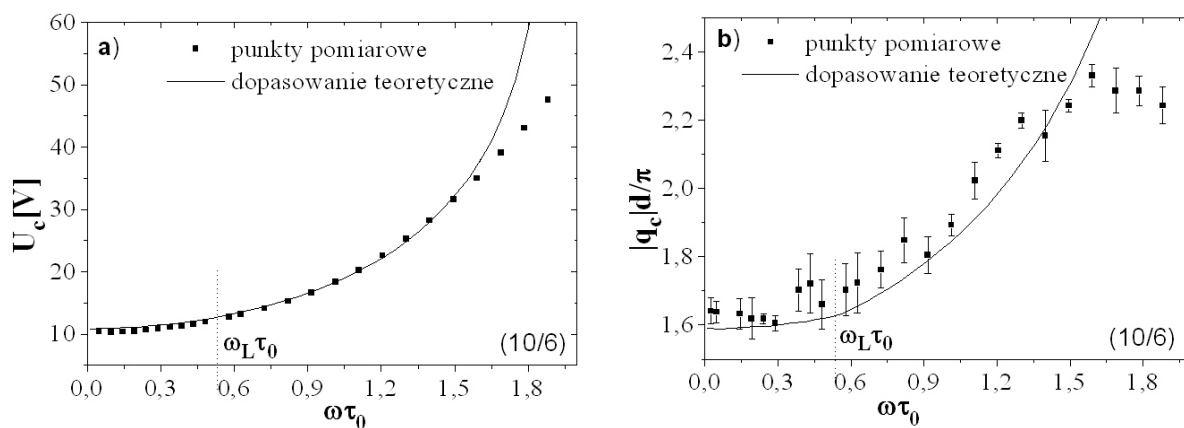 a)
punkty pomiarowe
dopasowanie teoretyczne
U_c[V]
60
50
40
30
20
10
ω_L τ_0
(10/6)
0,0 0,3 0,6 0,9 1,2 1,5 1,8
ωτ_0
b)
punkty pomiarowe
dopasowanie teoretyczne
|q_c|d/π
2,4
2,2
2,0
1,8
1,6
ω_L τ_0
(10/6)
0,0 0,3 0,6 0,9 1,2 1,5 1,8
ωτ_0